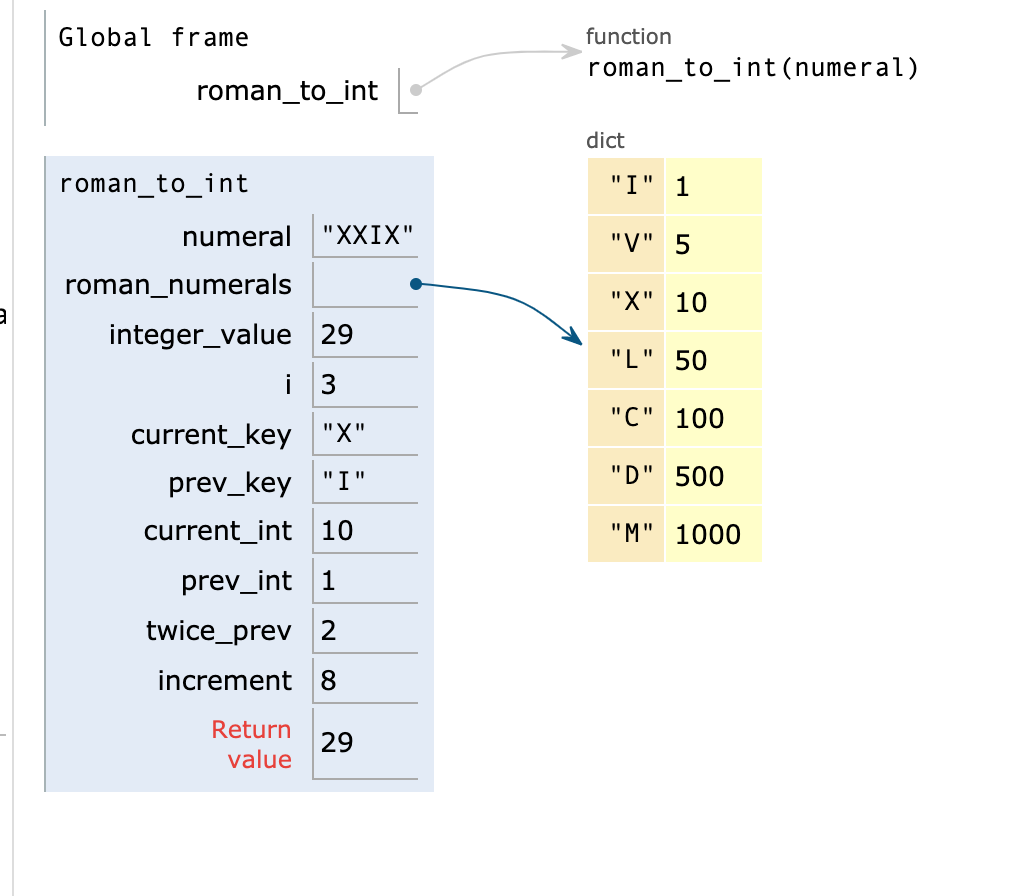 Global frame
roman_to_int
function
roman_to_int(numeral)
roman_to_int
numeral "XXIX"
roman_numerals
integer_value 29
i 3
current_key "X"
prev_key "I"
current_int 10
prev_int 1
twice_prev 2
increment 8
Return
value 29
dict
"I" 1
"V" 5
"X" 10
"L" 50
"C" 100
"D" 500
"M" 1000
a